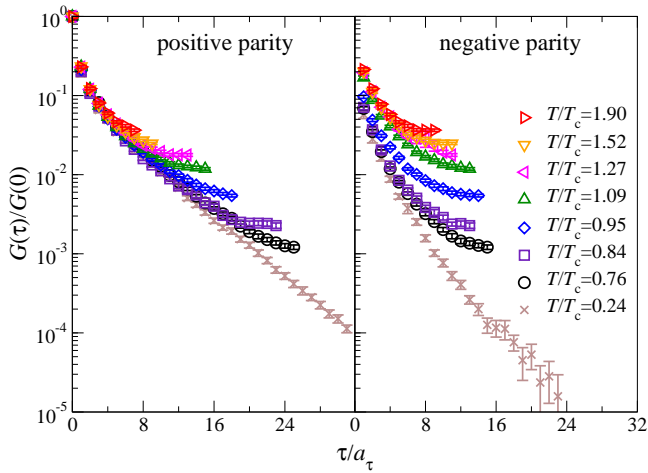 positive parity
negative parity
10^0
10^-1
10^-2
10^-3
10^-4
10^-5
G(τ)/G(0)
T/T_c=1.90
T/T_c=1.52
T/T_c=1.27
T/T_c=1.09
T/T_c=0.95
T/T_c=0.84
T/T_c=0.76
T/T_c=0.24
0 8 16 24 0 8 16 24 32
τ/a_τ